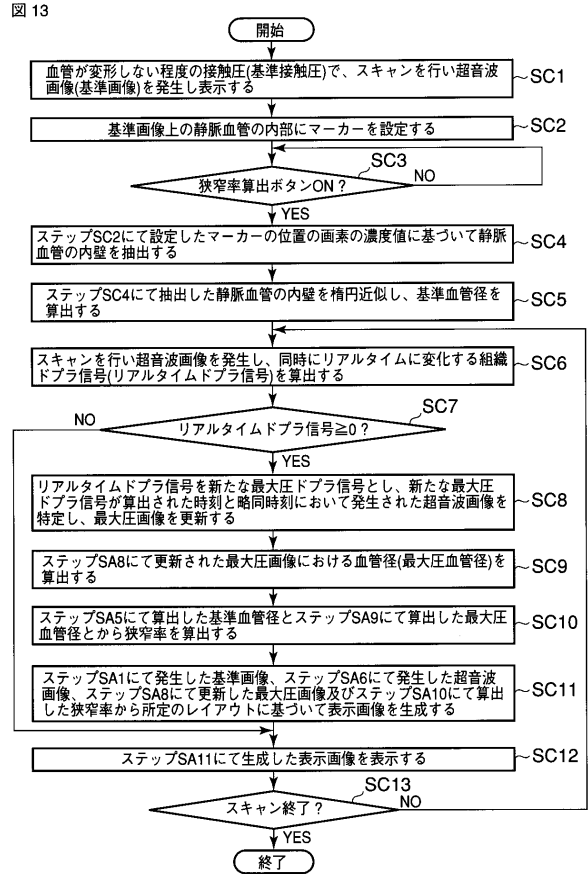 図 13
開始
血管が変形しない程度の接触圧(基準接触圧)で、スキャンを行い超音波
画像(基準画像)を発生し表示する
SC1
基準画像上の静脈血管の内部にマーカーを設定する
SC2
SC3
狭窄率算出ボタンON？
NO
YES
ステップSC2にて設定したマーカーの位置の画素の濃度値に基づいて静脈
血管の内壁を抽出する
SC4
ステップSC4にて抽出した静脈血管の内壁を楕円近似し、基準血管径を
算出する
SC5
スキャンを行い超音波画像を発生し、同時にリアルタイムに変化する組織
ドプラ信号(リアルタイムドプラ信号)を算出する
SC6
SC7
NO
リアルタイムドプラ信号≧0？
YES
リアルタイムドプラ信号を新たな最大圧ドプラ信号とし、新たな最大圧
ドプラ信号が算出された時刻と略同時刻において発生された超音波画像を
特定し、最大圧画像を更新する
SC8
ステップSA8にて更新された最大圧画像における血管径(最大圧血管径)を
算出する
SC9
ステップSA5にて算出した基準血管径とステップSA9にて算出した最大圧
血管径とから狭窄率を算出する
SC10
ステップSA1にて発生した基準画像、ステップSA6にて発生した超音波
画像、ステップSA8にて更新した最大圧画像及びステップSA10にて算出
した狭窄率から所定のレイアウトに基づいて表示画像を生成する
SC11
ステップSA11にて生成した表示画像を表示する
SC12
SC13
スキャン終了？
NO
YES
終了